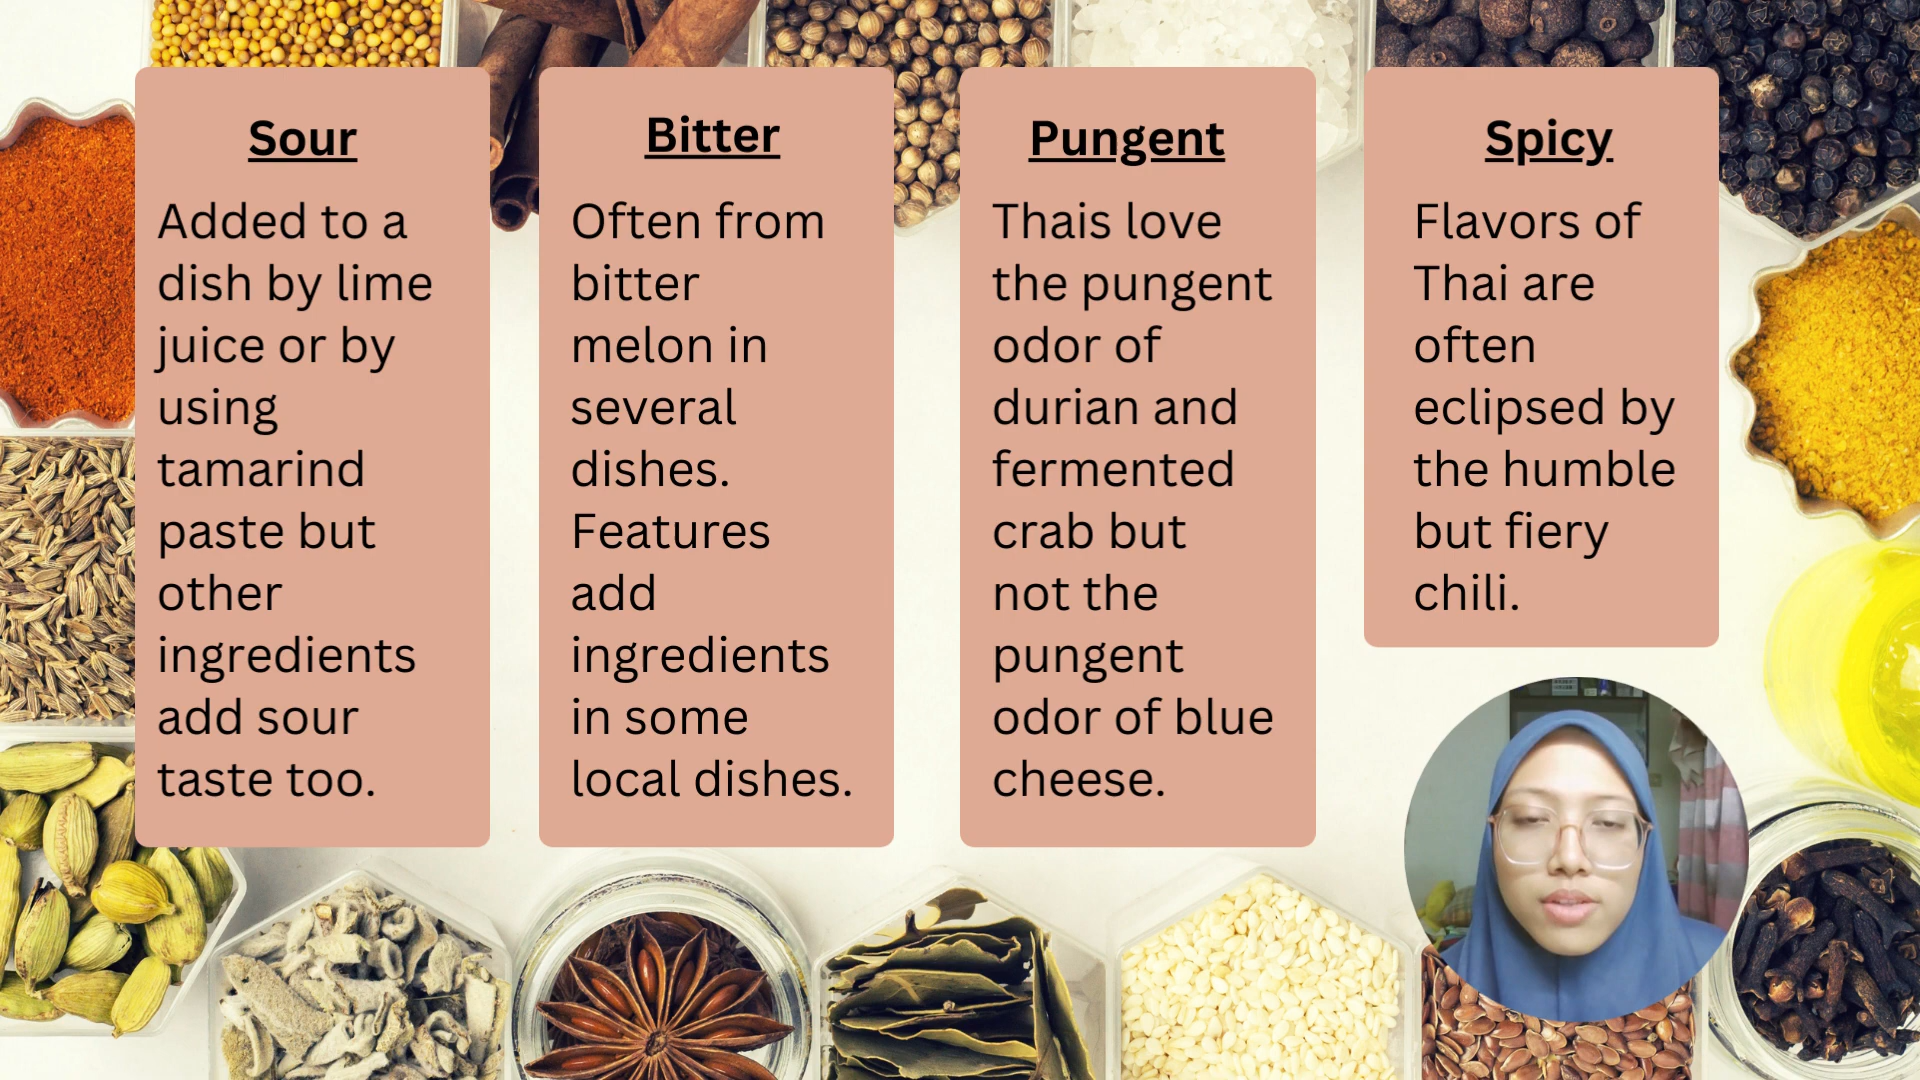 Sour
Added to a
dish by lime
juice or by
using
tamarind
paste but
other
ingredients
add sour
taste too.
Bitter
Often from
bitter
melon in
several
dishes.
Features
add
ingredients
in some
local dishes.
Pungent
Thais love
the pungent
odor of
durian and
fermented
crab but
not the
pungent
odor of blue
cheese.
Spicy
Flavors of
Thai are
often
eclipsed by
the humble
but fiery
chili.